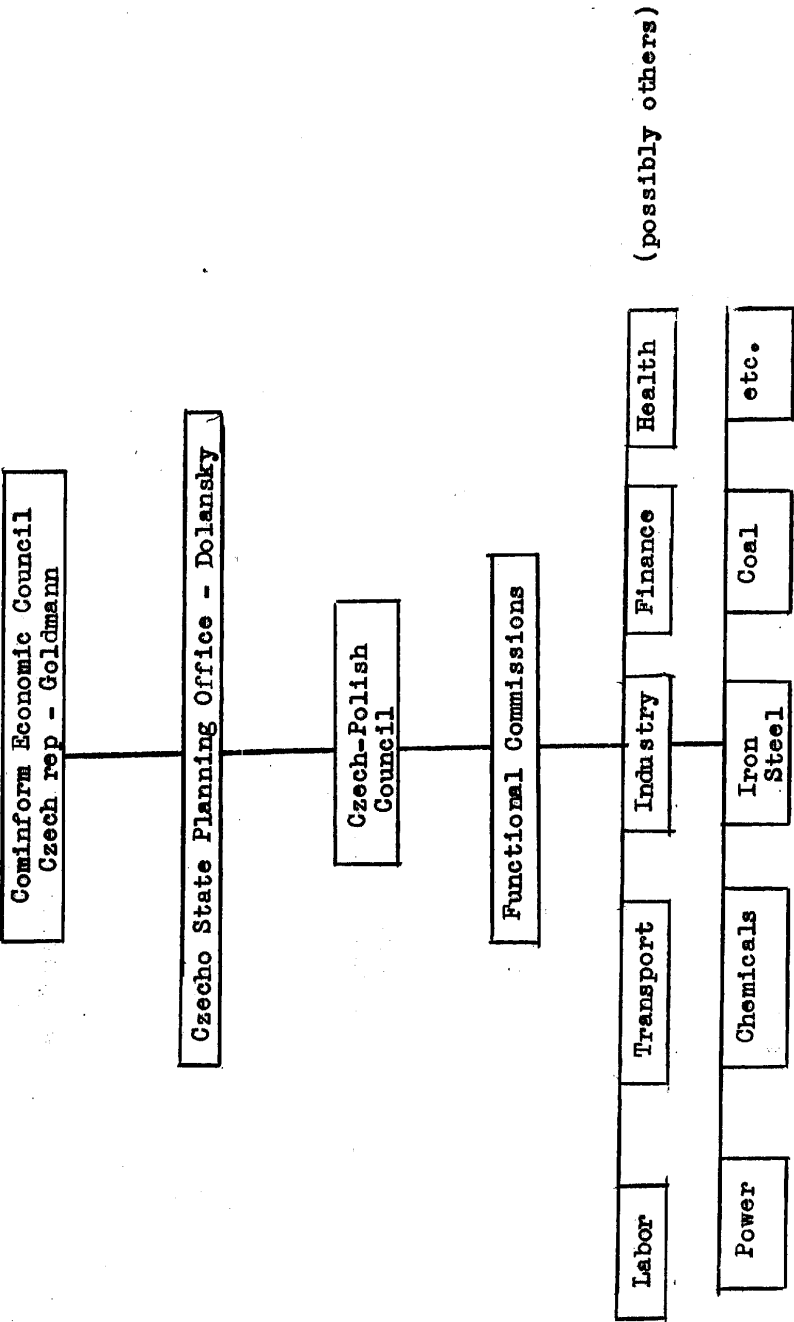 Cominform Economic Council
Czech rep - Goldmann
Czecho State Planning Office - Dolansky
Czech-Polish
Council
Functional Commissions
Labor
Transport
Industry
Finance
Health
(possibly others)
Power
Chemicals
Iron
Steel
Coal
etc.